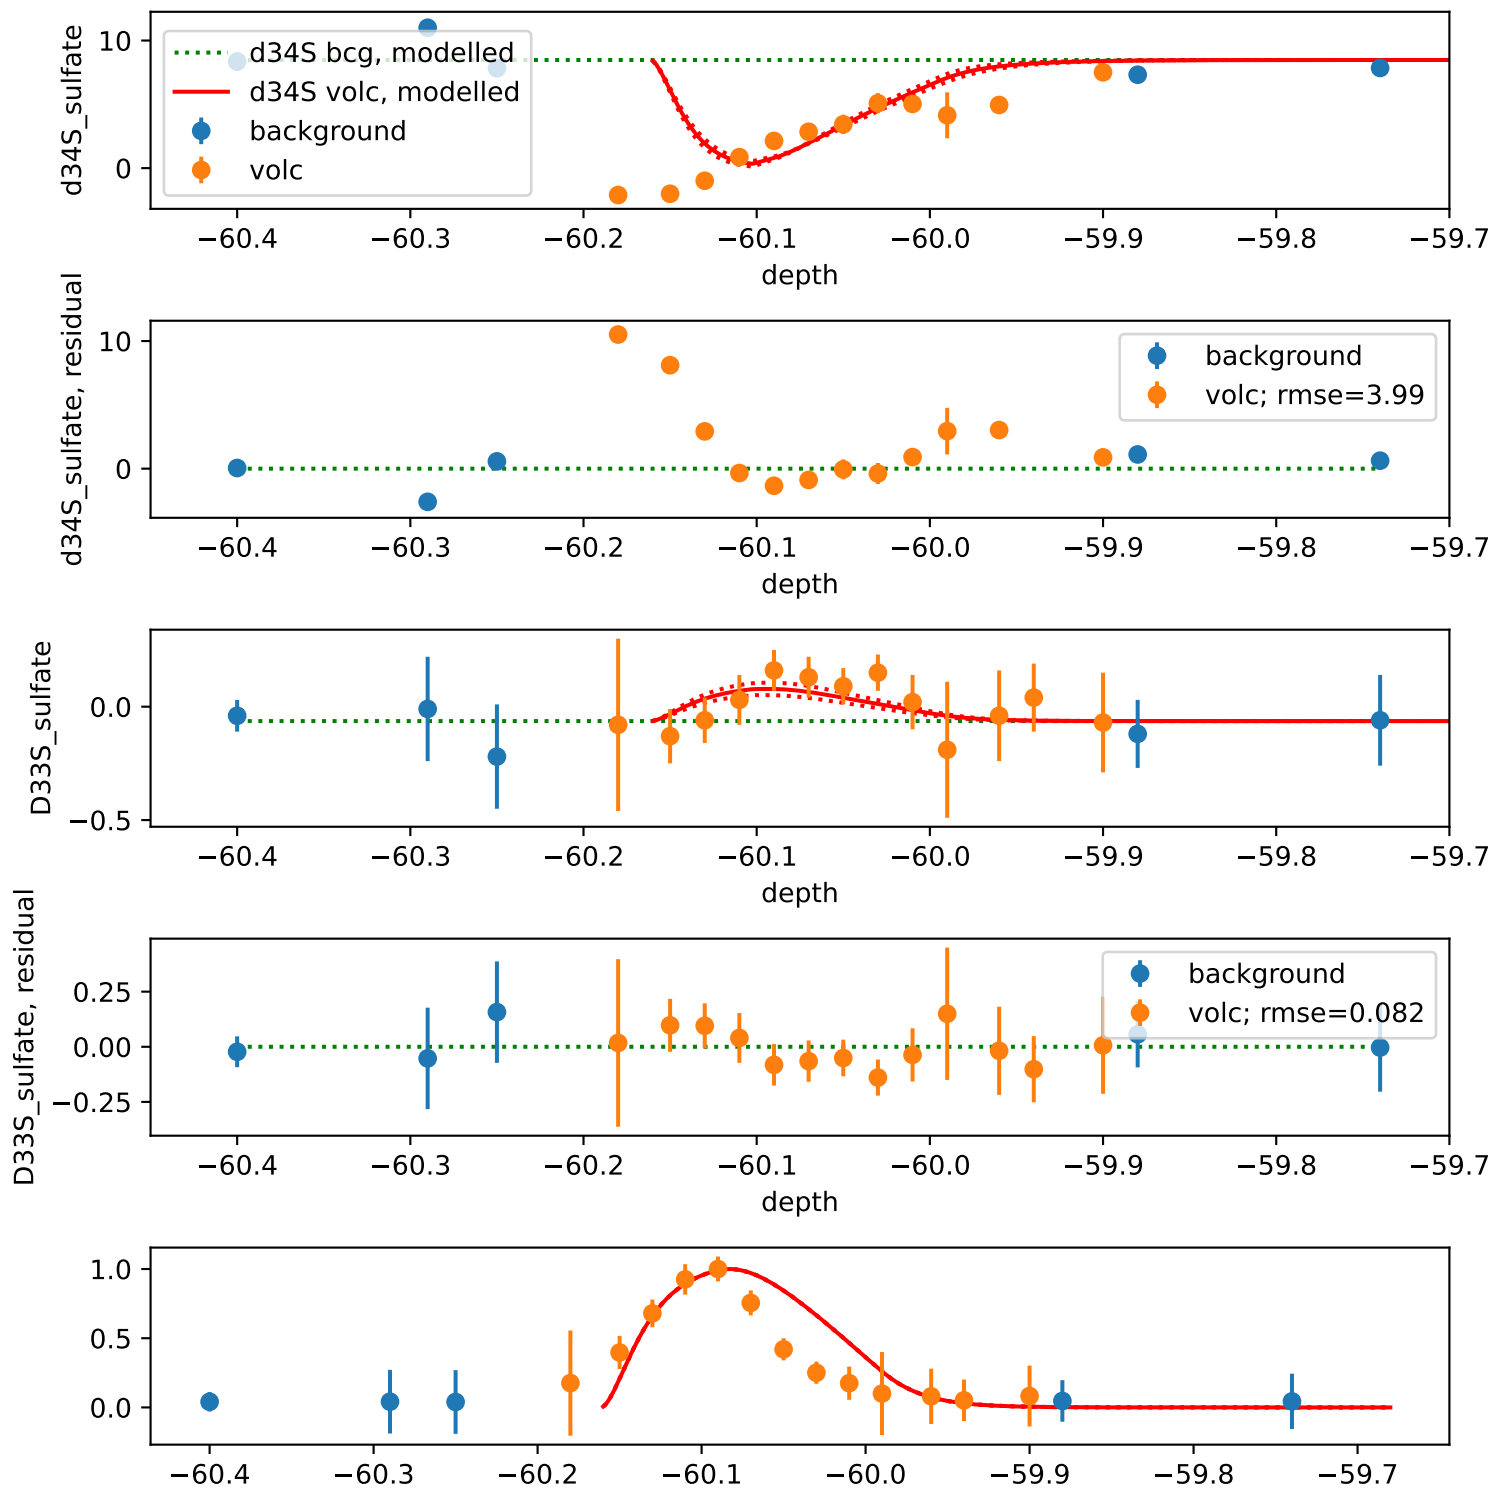 d34S_sulfate
10
0
d34S bcg, modelled
d34S volc, modelled
background
volc
−60.4 −60.3 −60.2 −60.1 −60.0 −59.9 −59.8 −59.7
depth
d34S_sulfate, residual
10
0
background
volc; rmse=3.99
−60.4 −60.3 −60.2 −60.1 −60.0 −59.9 −59.8 −59.7
depth
D33S_sulfate
0.0
−0.5
−60.4 −60.3 −60.2 −60.1 −60.0 −59.9 −59.8 −59.7
depth
D33S_sulfate, residual
0.25
0.00
−0.25
background
volc; rmse=0.082
−60.4 −60.3 −60.2 −60.1 −60.0 −59.9 −59.8 −59.7
depth
1.0
0.5
0.0
−60.4 −60.3 −60.2 −60.1 −60.0 −59.9 −59.8 −59.7